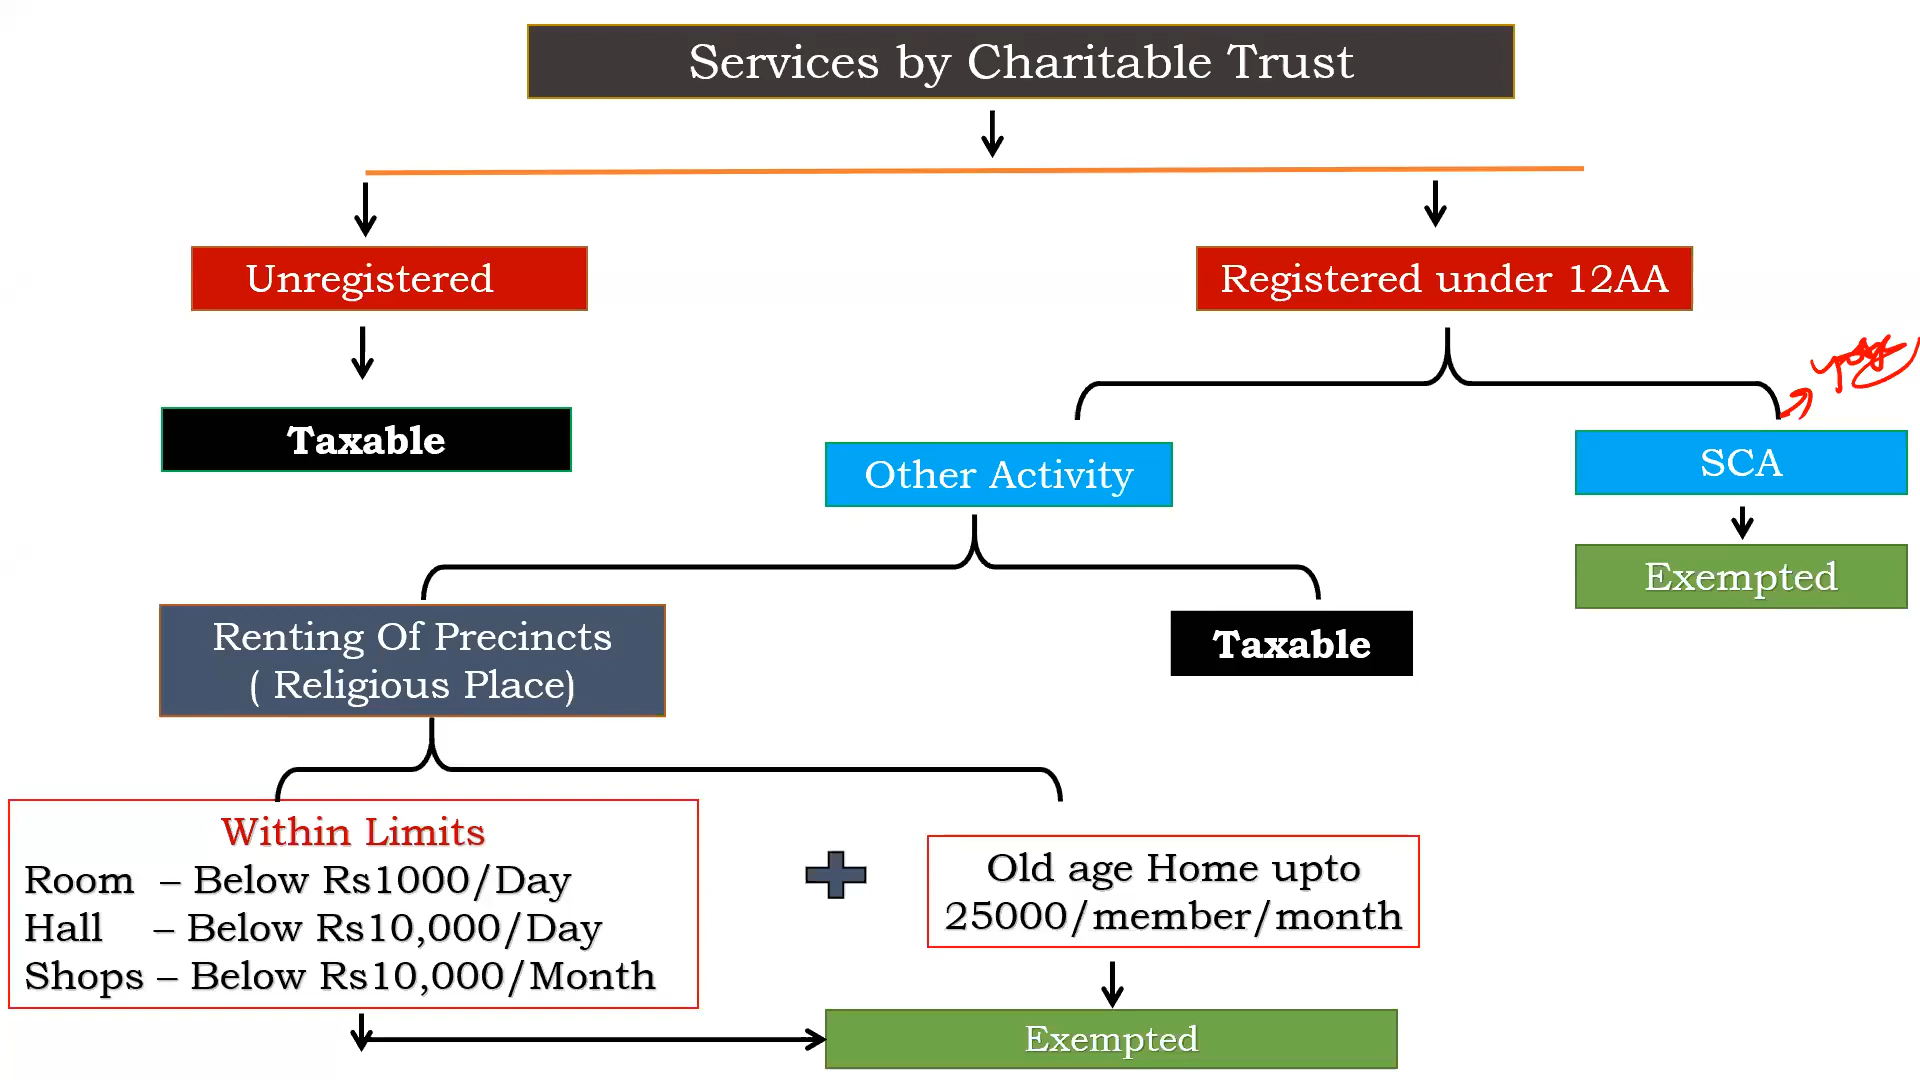 Services by Charitable Trust
Unregistered
Registered under 12AA
Taxable
Other Activity
SCA
Exempted
Renting Of Precincts
( Religious Place)
Taxable
Within Limits
Room – Below Rs1000/Day
Hall – Below Rs10,000/Day
Shops – Below Rs10,000/Month
Old age Home upto
25000/member/month
Exempted